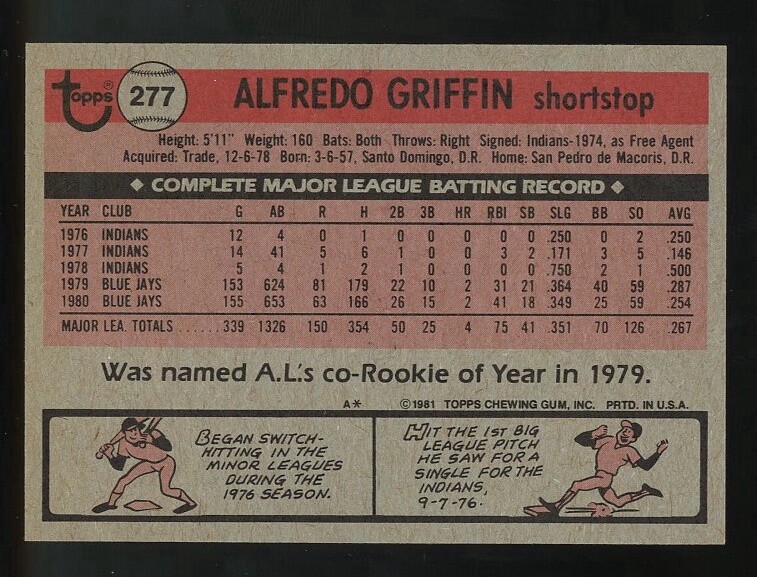 topps® 277 ALFREDO GRIFFIN shortstop
Height: 5'11" Weight: 160 Bats: Both Throws: Right Signed: Indians-1974, as Free Agent
Acquired: Trade, 12-6-78 Born: 3-6-57, Santo Domingo, D.R. Home: San Pedro de Macoris, D.R.
◆ COMPLETE MAJOR LEAGUE BATTING RECORD ◆
YEAR CLUB G AB R H 2B 3B HR RBI SB SLG BB SO AVG
1976 INDIANS 12 4 0 1 0 0 0 0 0 .250 0 2 .250
1977 INDIANS 14 41 5 6 1 0 0 3 2 .171 3 5 .146
1978 INDIANS 5 4 1 2 1 0 0 0 0 .750 2 1 .500
1979 BLUE JAYS 153 624 81 179 22 10 2 31 21 .364 40 59 .287
1980 BLUE JAYS 155 653 63 166 26 15 2 41 18 .349 25 59 .254
MAJOR LEA. TOTALS ...... 339 1326 150 354 50 25 4 75 41 .351 70 126 .267
Was named A.L.'s co-Rookie of Year in 1979.
A* ©1981 TOPPS CHEWING GUM, INC. PRTD. IN U.S.A.
BEGAN SWITCH-
HITTING IN THE
MINOR LEAGUES
DURING THE
1976 SEASON.
HIT THE 1ST BIG
LEAGUE PITCH
HE SAW FOR A
SINGLE FOR THE
INDIANS,
9-7-76.